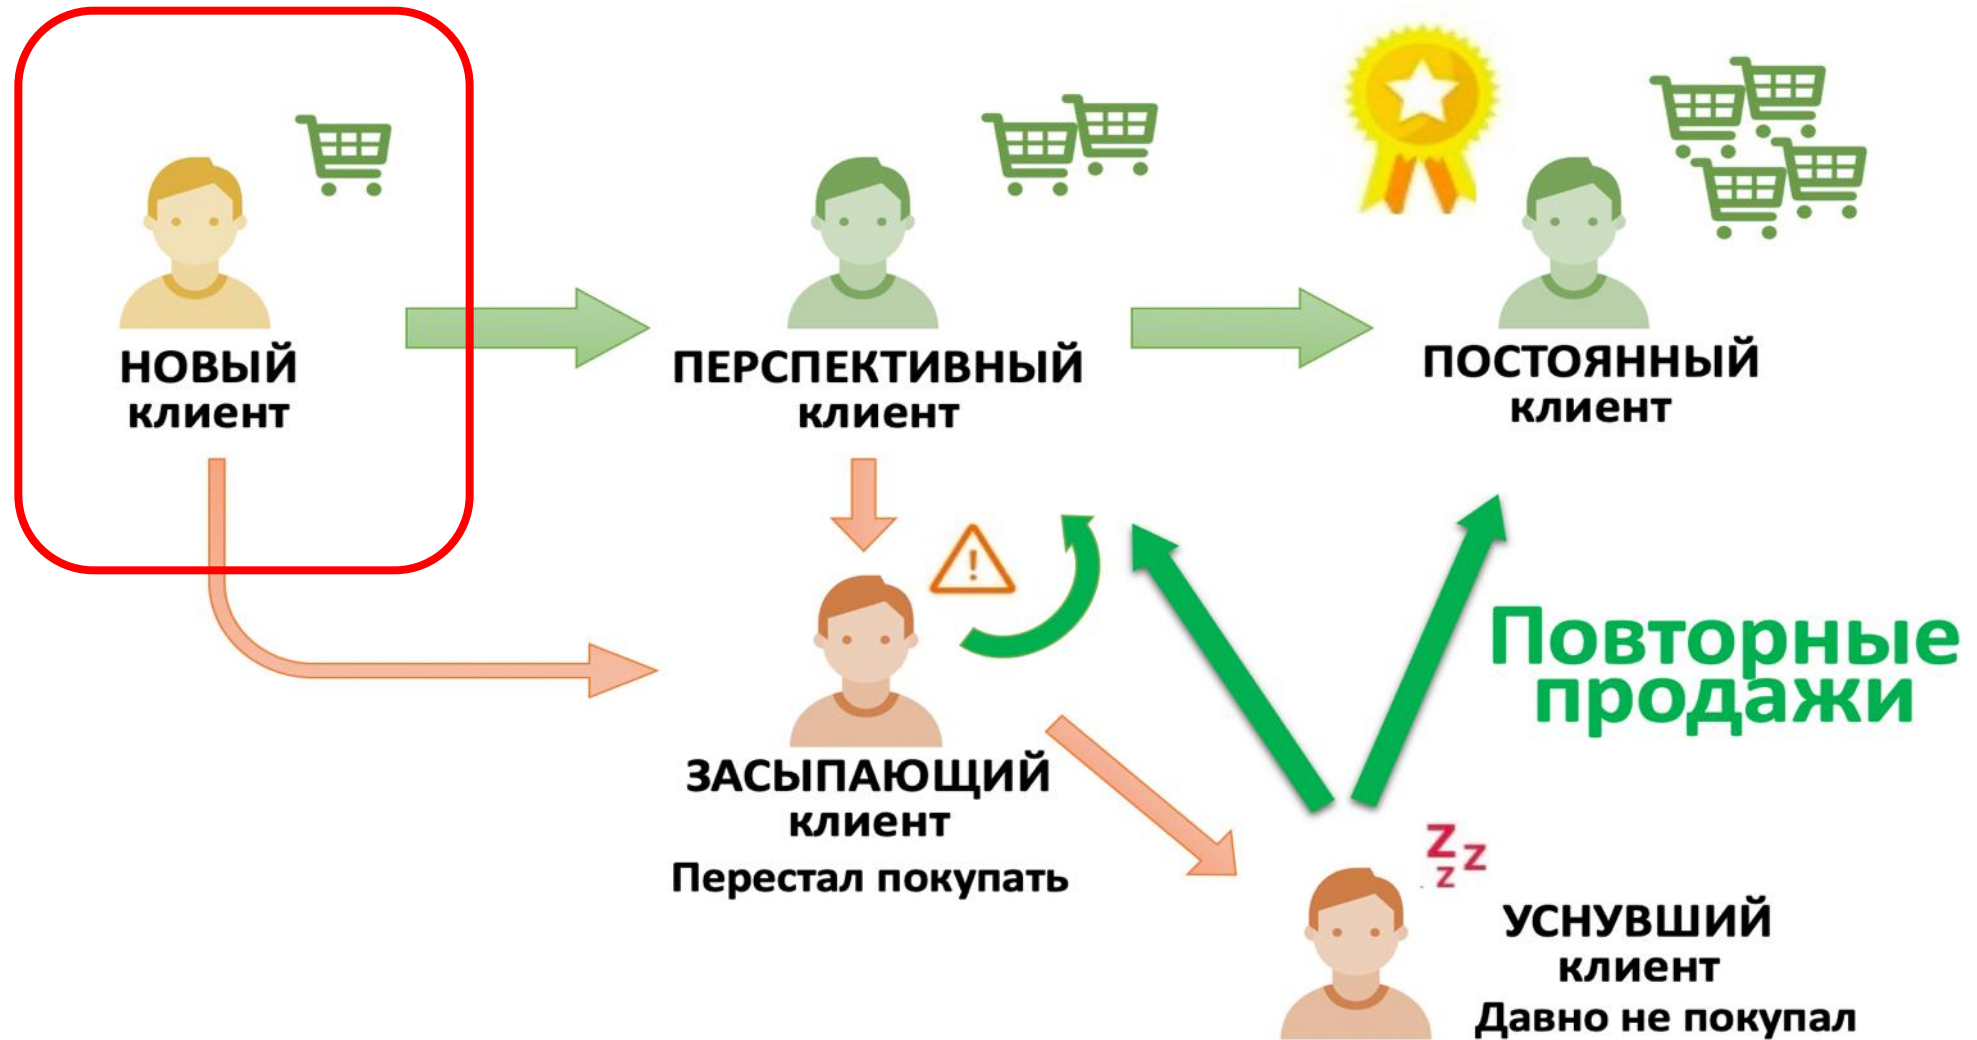 НОВЫЙ
клиент
ПЕРСПЕКТИВНЫЙ
клиент
ПОСТОЯННЫЙ
клиент
ЗАСЫПАЮЩИЙ
клиент
Перестал покупать
Повторные
продажи
z z
z
УСНУВШИЙ
клиент
Давно не покупал